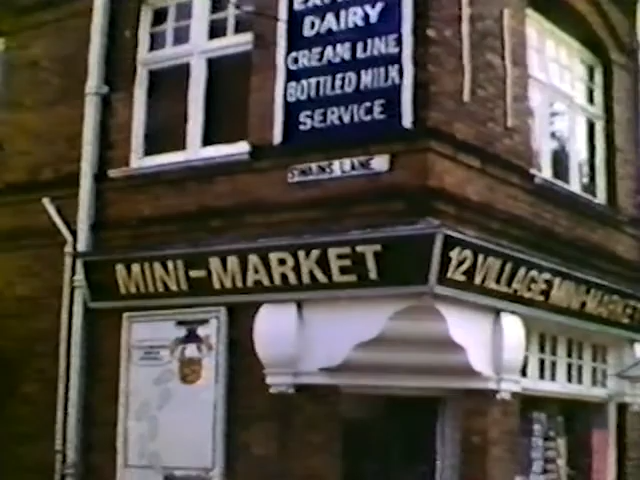 DAIRY
CREAM LINE
BOTTLED MILK
SERVICE
SWAINS LANE
MINI-MARKET
12 VILLAGE MINI-MARKET